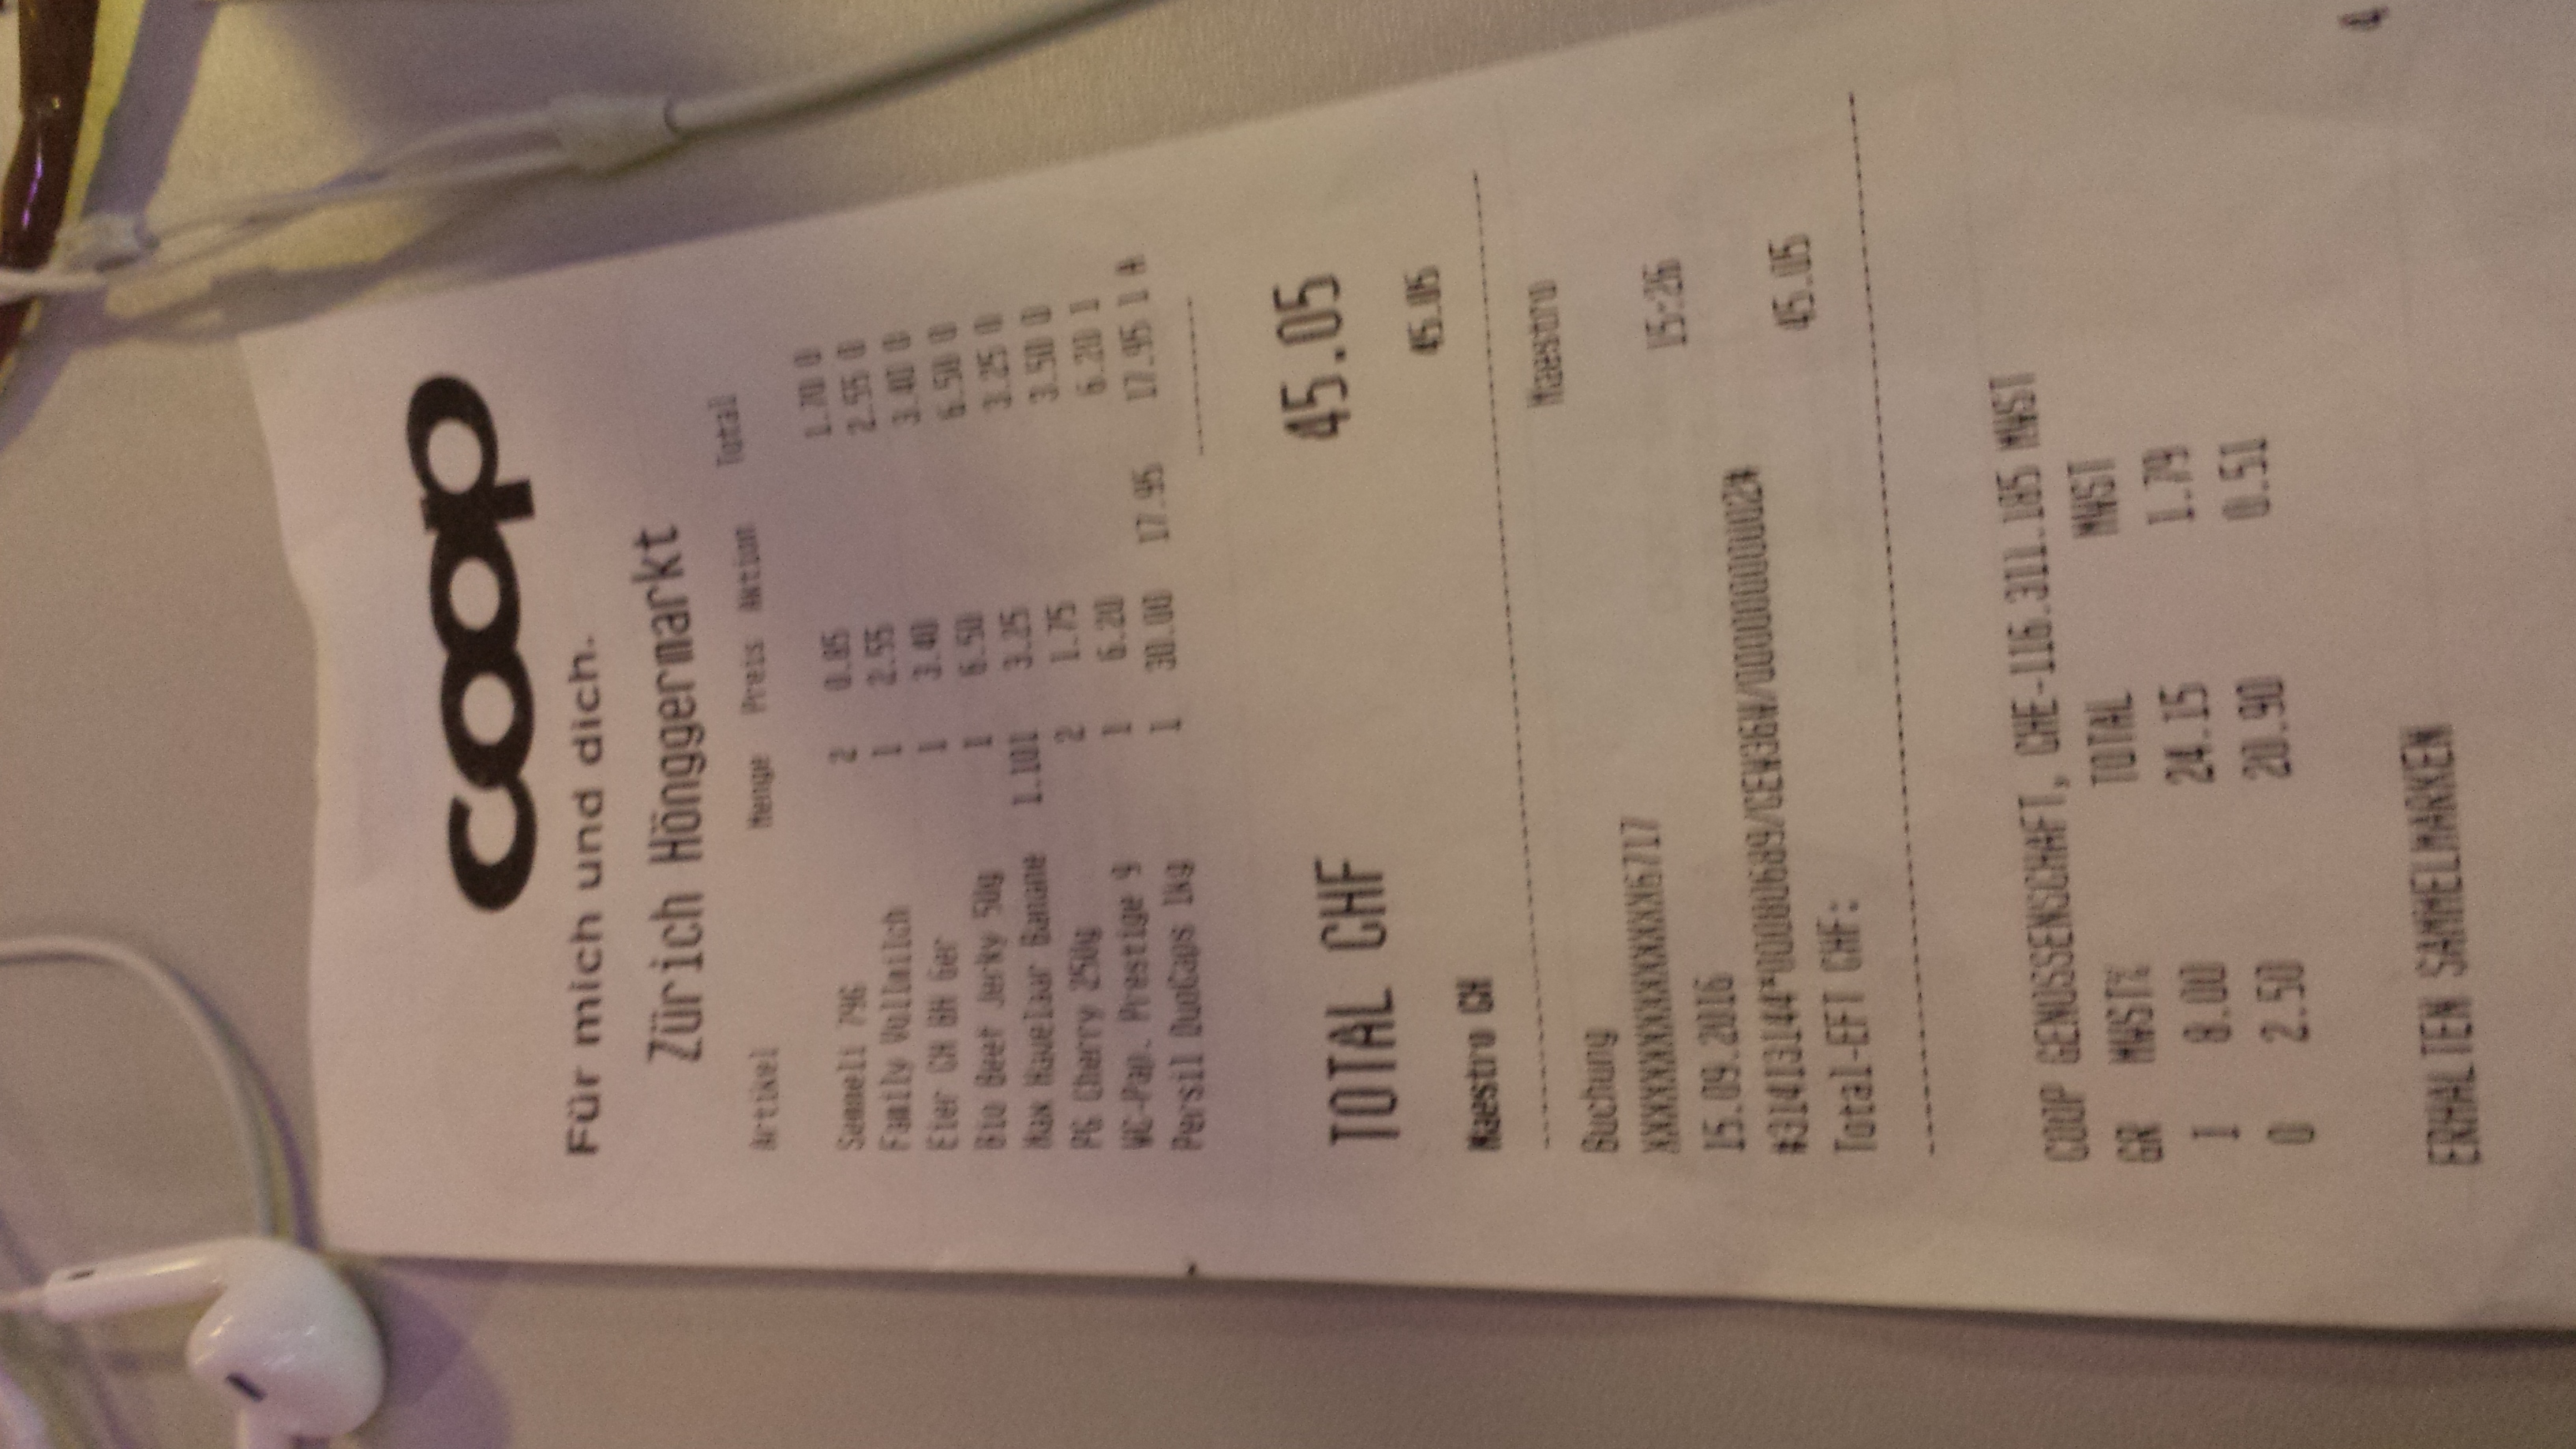 coop
Für mich und dich.
Zürich Hönggermarkt
Artikel Menge Preis Aktion Total
Semmeli 79G 2 0.85 1.70 0
Family Vollmilch 1 2.55 2.55 0
Eier CH BH 6er 1 3.40 3.40 0
Bio Beef Jerky 50g 1 6.50 6.50 0
Max Havelaar Banane 1.101 3.25 3.25 0
PG Cherry 250g 2 1.75 3.50 0
WC-Pap. Prestige 9 1 6.20 6.20 1
Persil DuoCaps 1kg 1 30.00 17.95 17.95 1 A
TOTAL CHF 45.05
Maestro CH 45.05
Buchung Maestro
XXXXXXXXXXXXXXX6717
15.09.2016 15:26
#31413144*00080689/CEW36W/00000000002#
Total-EFT CHF: 45.05
COOP GENOSSENSCHAFT, CHE-116.311.185 MWST
GR MWST% TOTAL MWST
1 8.00 24.15 1.79
0 2.50 20.90 0.51
ERHALTEN SAMMELMARKEN 4